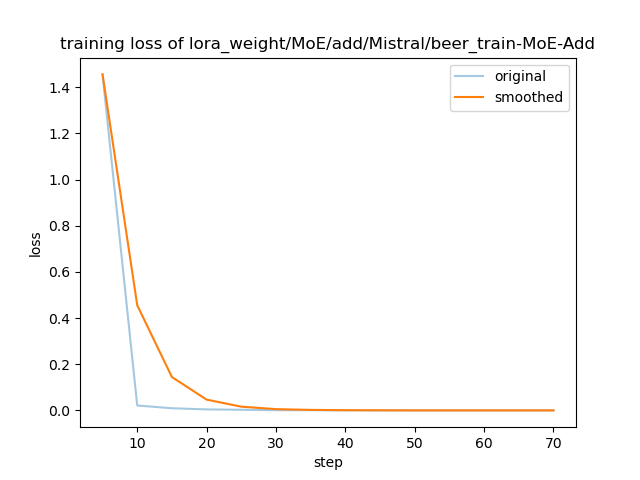 training loss of lora_weight/MoE/add/Mistral/beer_train-MoE-Add
original
smoothed
1.4
1.2
1.0
0.8
0.6
0.4
0.2
0.0
loss
10 20 30 40 50 60 70
step